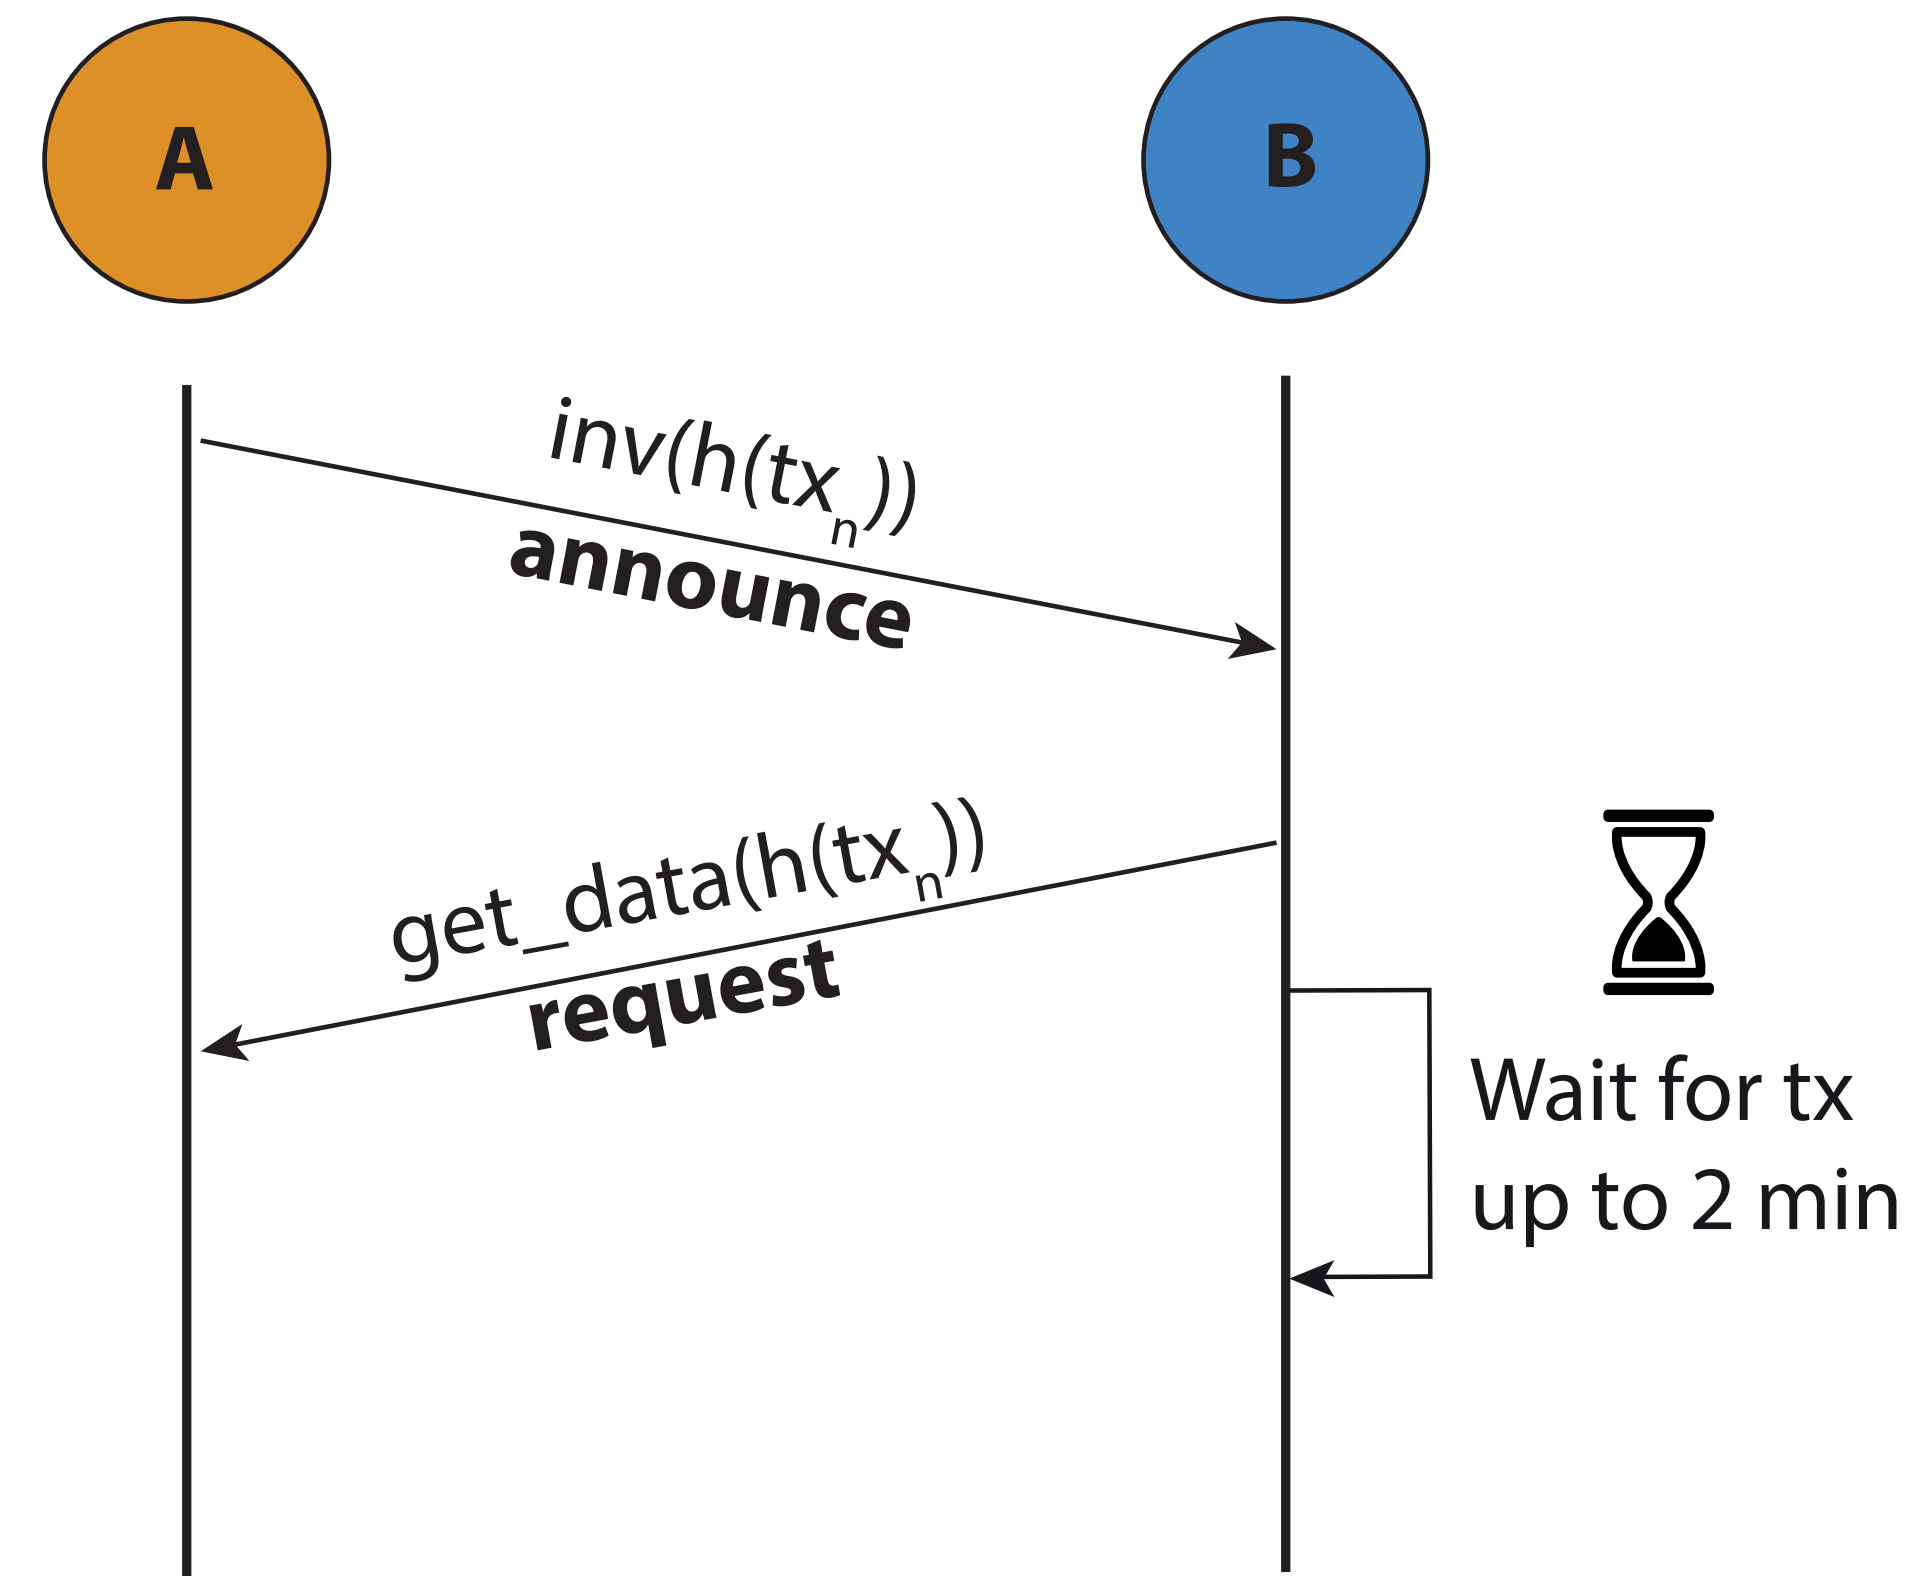 A
B
inv(h(txₙ))
announce
get_data(h(txₙ))
request
Wait for tx
up to 2 min